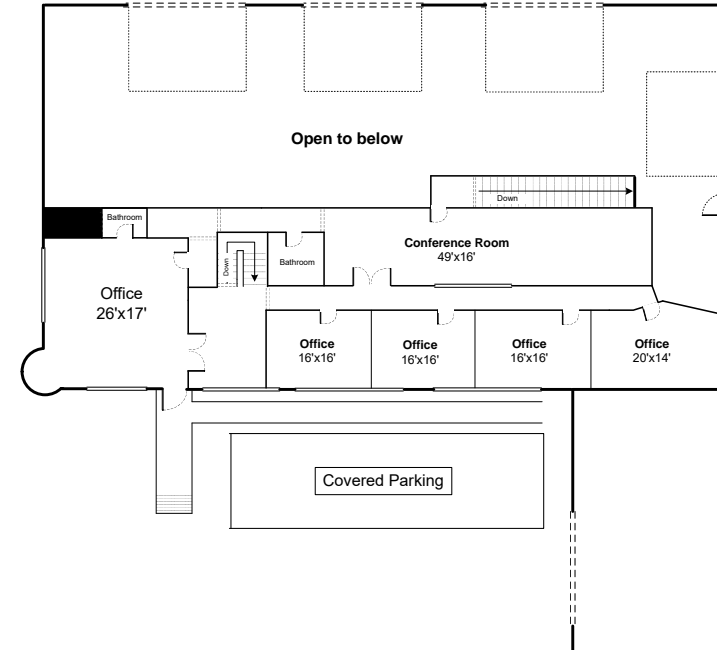 Open to below
Down
Bathroom
Conference Room
49'x16'
Down
Bathroom
Office
26'x17'
Office
16'x16'
Office
16'x16'
Office
16'x16'
Office
20'x14'
Covered Parking